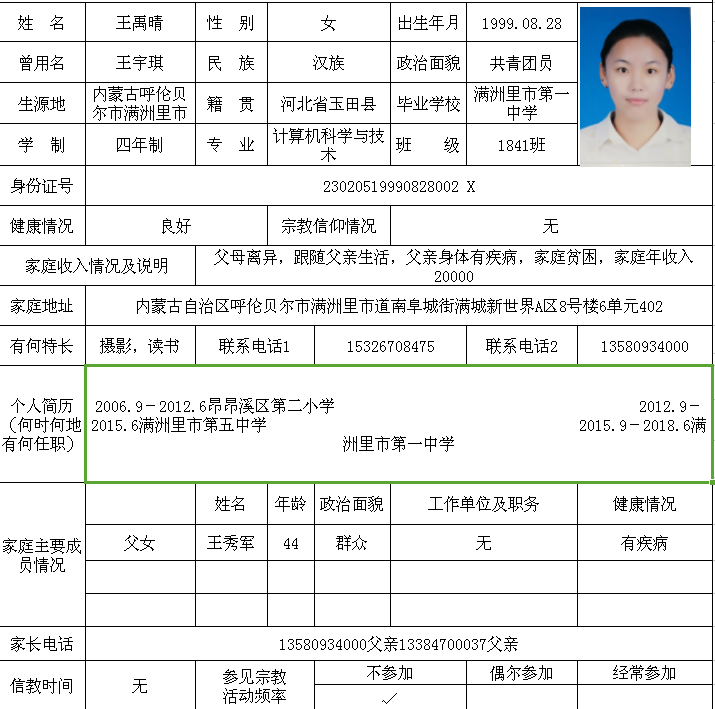 姓 名 王禹晴 性 别 女 出生年月 1999.08.28
曾用名 王宇琪 民 族 汉族 政治面貌 共青团员
生源地 内蒙古呼伦贝尔市满洲里市 籍 贯 河北省玉田县 毕业学校 满洲里市第一中学
学 制 四年制 专 业 计算机科学与技术 班 级 1841班
身份证号 23020519990828002 X
健康情况 良好 宗教信仰情况 无
家庭收入情况及说明 父母离异，跟随父亲生活，父亲身体有疾病，家庭贫困，家庭年收入
20000
家庭地址 内蒙古自治区呼伦贝尔市满洲里市道南阜城街满城新世界A区8号楼6单元402
有何特长 摄影，读书 联系电话1 15326708475 联系电话2 13580934000
个人简历
（何时何地
有何任职）
2006.9－2012.6昂昂溪区第二小学 2012.9－
2015.6满洲里市第五中学 2015.9－2018.6满
洲里市第一中学
家庭主要成员情况
姓名 年龄 政治面貌 工作单位及职务 健康情况
父女 王秀军 44 群众 无 有疾病
家长电话 13580934000父亲13384700037父亲
信教时间 无 参见宗教
活动频率
不参加 偶尔参加 经常参加
✓